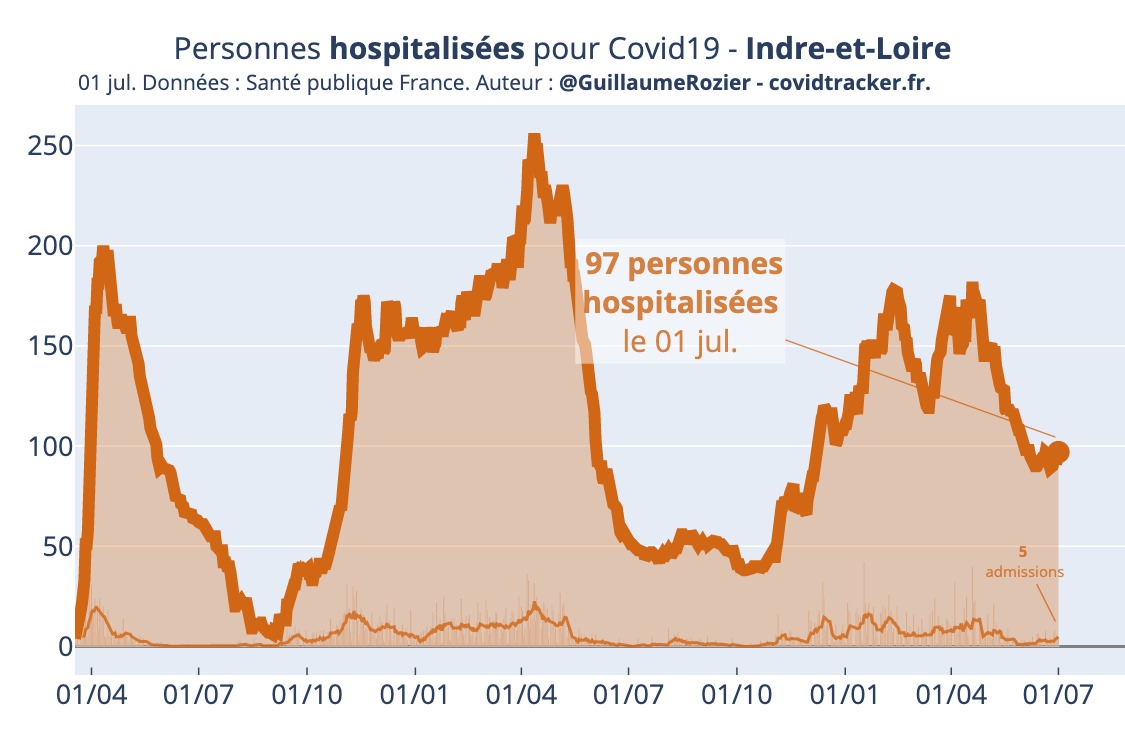 Personnes hospitalisées pour Covid19 - Indre-et-Loire
01 jul. Données : Santé publique France. Auteur : @GuillaumeRozier - covidtracker.fr.
250
200
150
100
50
0
97 personnes
hospitalisées
le 01 jul.
5
admissions
01/04 01/07 01/10 01/01 01/04 01/07 01/10 01/01 01/04 01/07